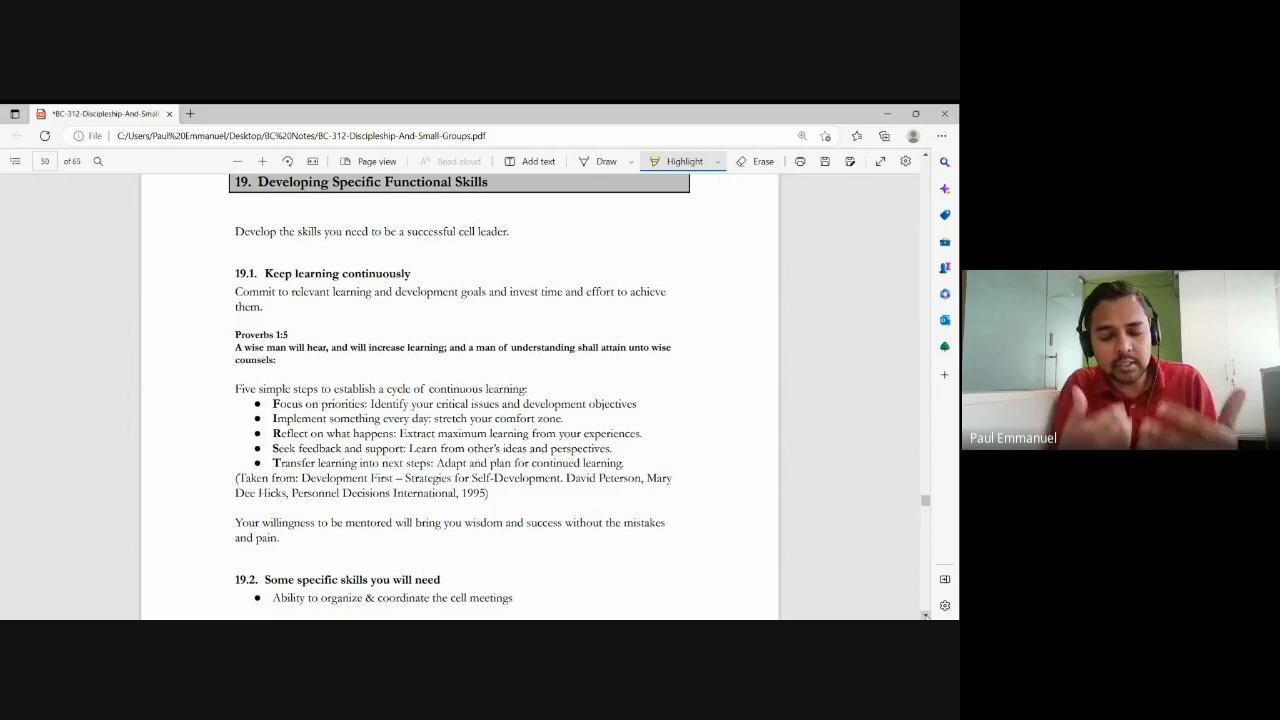 *BC-312-Discipleship-And-Small
File
C:/Users/Paul%20Emmanuel/Desktop/BC%20Notes/BC-312-Discipleship-And-Small-Groups.pdf
50 of 65
Page view
Read aloud
Add text
Draw
Highlight
Erase
19. Developing Specific Functional Skills
Develop the skills you need to be a successful cell leader.
19.1. Keep learning continuously
Commit to relevant learning and development goals and invest time and effort to achieve
them.
Proverbs 1:5
A wise man will hear, and will increase learning; and a man of understanding shall attain unto wise
counsels:
Five simple steps to establish a cycle of continuous learning:
● Focus on priorities: Identify your critical issues and development objectives
● Implement something every day: stretch your comfort zone.
● Reflect on what happens: Extract maximum learning from your experiences.
● Seek feedback and support: Learn from other's ideas and perspectives.
● Transfer learning into next steps: Adapt and plan for continued learning.
(Taken from: Development First – Strategies for Self-Development. David Peterson, Mary
Dee Hicks, Personnel Decisions International, 1995)
Your willingness to be mentored will bring you wisdom and success without the mistakes
and pain.
19.2. Some specific skills you will need
● Ability to organize & coordinate the cell meetings
Paul Emmanuel